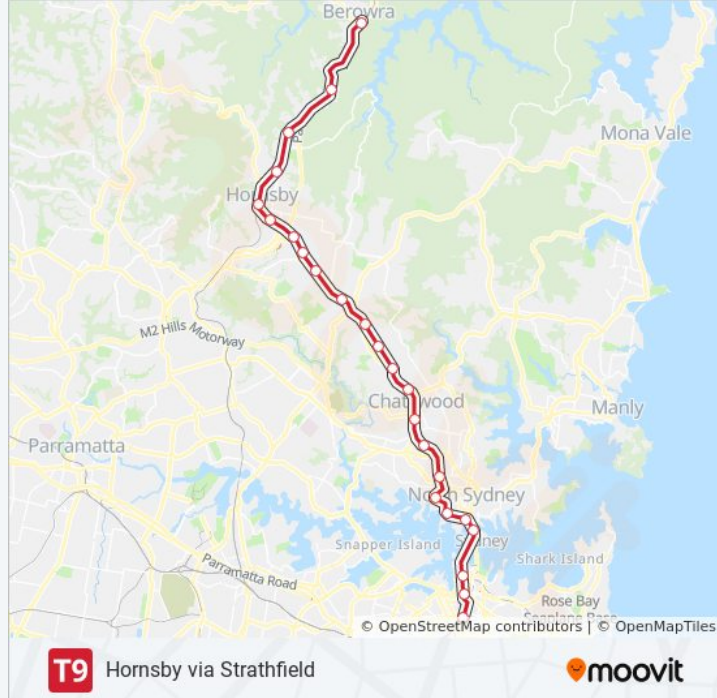 Berowra
Mona Vale
Hornsby
M2 Hills Motorway
Chatswood
Manly
Parramatta
North Sydney
Snapper Island
Sydney
Shark Island
Parramatta Road
Rose Bay
© OpenStreetMap contributors | © OpenMapTiles
T9 Hornsby via Strathfield
moovit